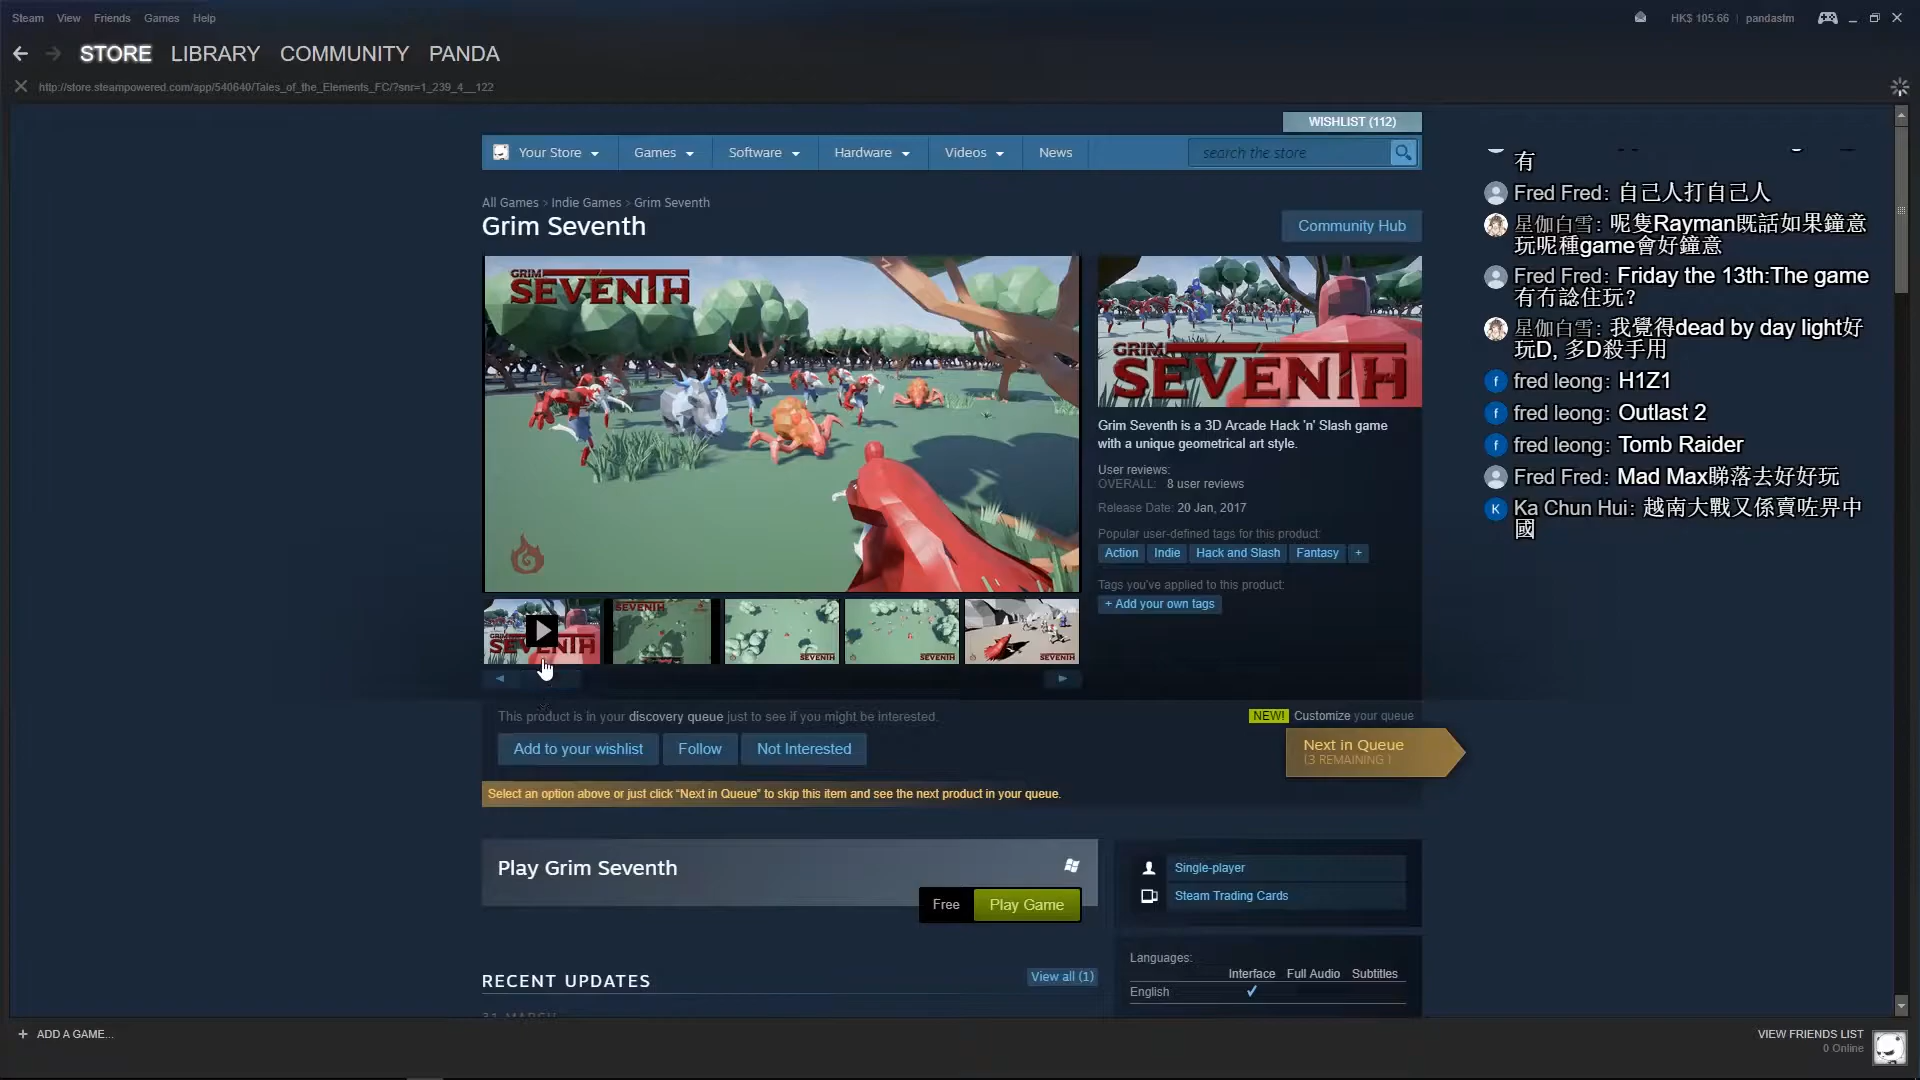 Steam View Friends Games Help
HK$ 105.66 | pandastm
STORE LIBRARY COMMUNITY PANDA
http://store.steampowered.com/app/540640/Tales_of_the_Elements_FC/?snr=1_239_4__122
WISHLIST (112)
Your Store Games Software Hardware Videos News
search the store
All Games > Indie Games > Grim Seventh
Grim Seventh
Community Hub
GRIM
SEVENTH
GRIM
SEVENTH
Grim Seventh is a 3D Arcade Hack 'n' Slash game
with a unique geometrical art style.
User reviews:
OVERALL: 8 user reviews
Release Date: 20 Jan, 2017
Popular user-defined tags for this product:
Action Indie Hack and Slash Fantasy +
Tags you've applied to this product:
+ Add your own tags
SEVENTH
SEVENTH
SEVENTH
SEVENTH
SEVENTH
This product is in your discovery queue just to see if you might be interested.
NEW! Customize your queue
Add to your wishlist Follow Not Interested
Next in Queue
(3 REMAINING )
Select an option above or just click “Next in Queue” to skip this item and see the next product in your queue.
Play Grim Seventh
Free Play Game
Single-player
Steam Trading Cards
Languages:
Interface Full Audio Subtitles
English ✓
RECENT UPDATES
View all (1)
31 MARCH
有
Fred Fred: 自己人打自己人
星伽白雪: 呢隻Rayman既話如果鐘意
玩呢種game會好鐘意
Fred Fred: Friday the 13th:The game
有冇諗住玩?
星伽白雪: 我覺得dead by day light好
玩D, 多D殺手用
f fred leong: H1Z1
f fred leong: Outlast 2
f fred leong: Tomb Raider
Fred Fred: Mad Max睇落去好好玩
K Ka Chun Hui: 越南大戰又係賣咗畀中
國
+ ADD A GAME...
VIEW FRIENDS LIST
0 Online